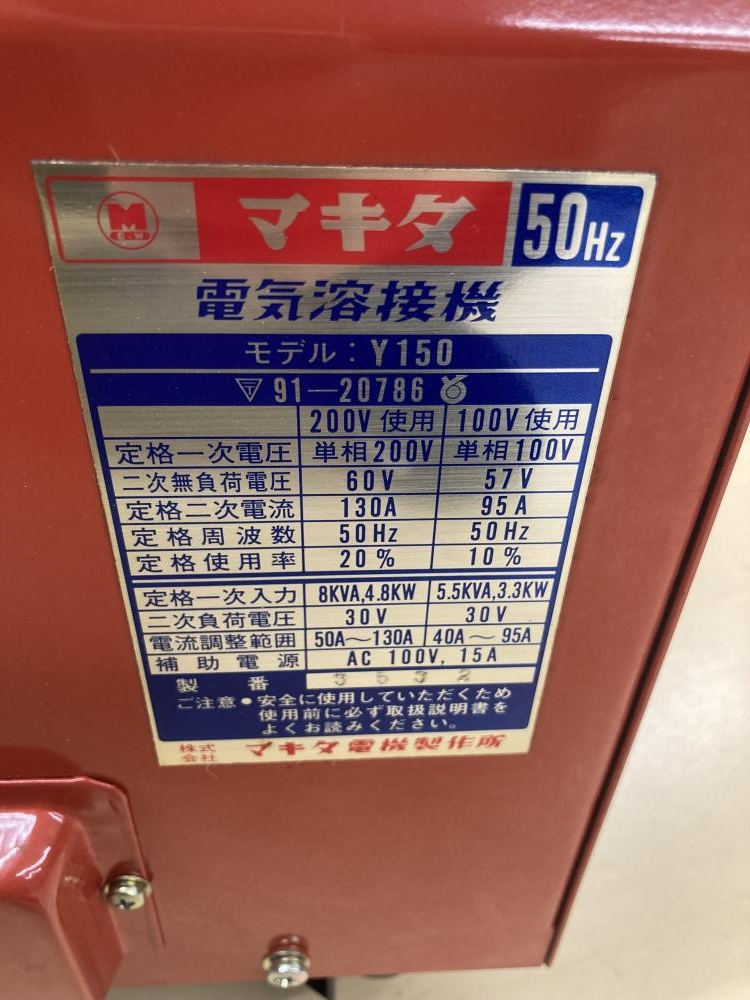 M
E.W
マキタ
50Hz
電気溶接機
モデル：Y150
〒 91—20786
200V使用 100V使用
定格一次電圧 単相200V 単相100V
二次無負荷電圧 60V 57V
定格二次電流 130A 95A
定格周波数 50Hz 50Hz
定格使用率 20% 10%
定格一次入力 8KVA,4.8KW 5.5KVA,3.3KW
二次負荷電圧 30V 30V
電流調整範囲 50A～130A 40A～95A
補助電源 AC 100V, 15A
製番 3532
ご注意 ●安全に使用していただくため
使用前に必ず取扱説明書を
よくお読みください。
株式会社 マキタ電機製作所